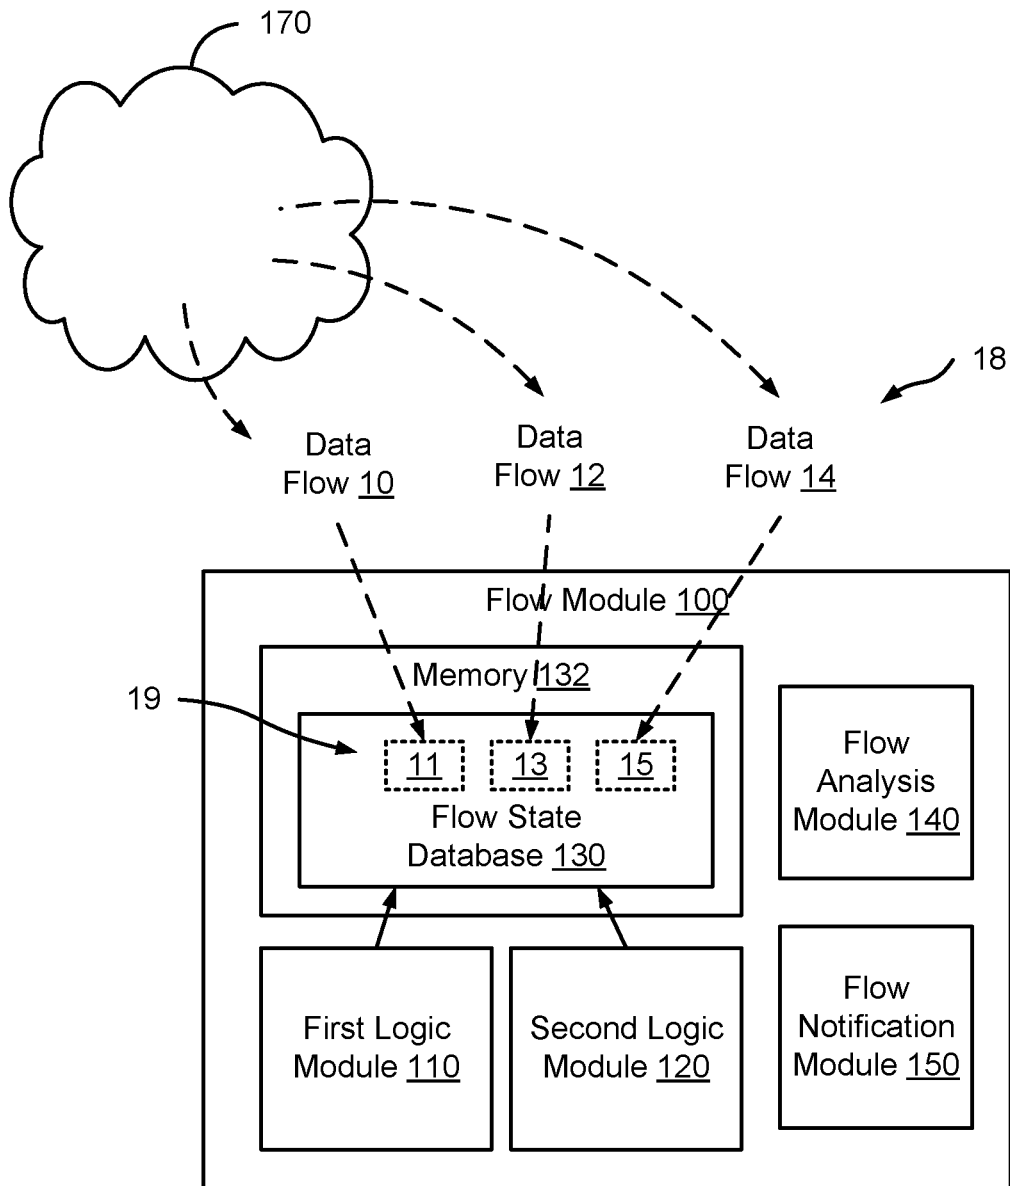 170
18
Data
Flow 10
Data
Flow 12
Data
Flow 14
Flow Module 100
Memory 132
19
11
13
15
Flow State
Database 130
Flow
Analysis
Module 140
First Logic
Module 110
Second Logic
Module 120
Flow
Notification
Module 150